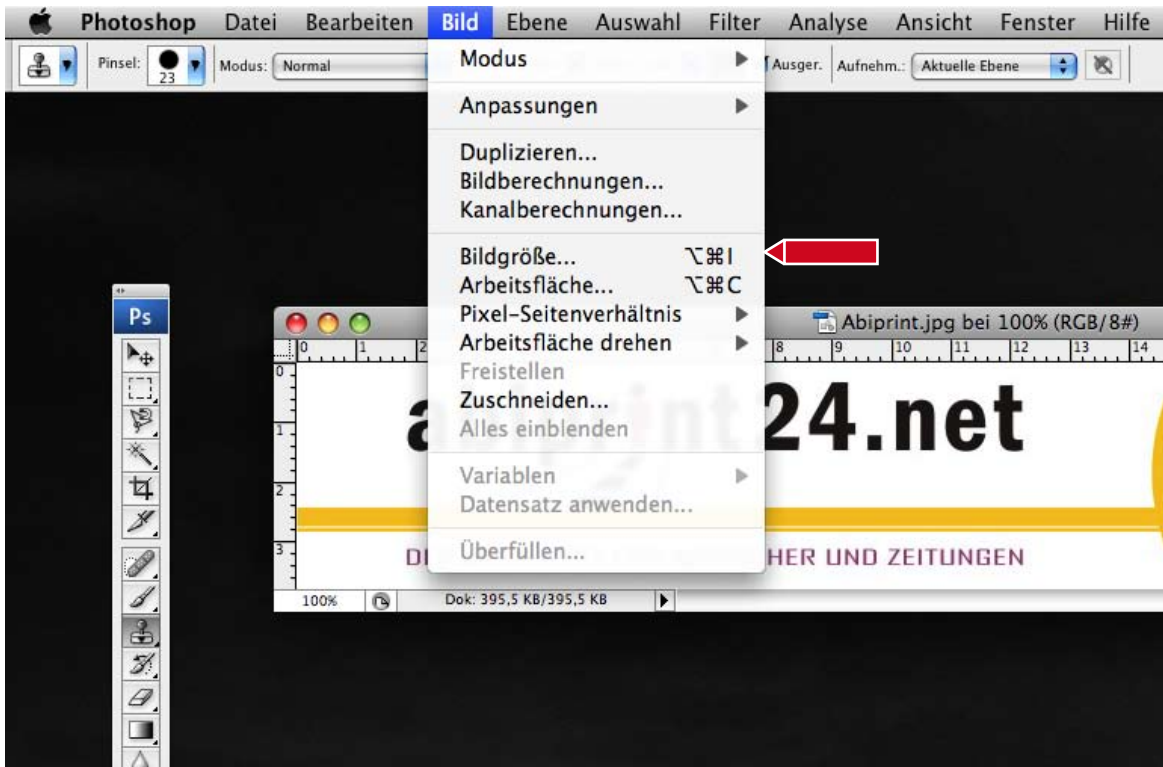 Photoshop Datei Bearbeiten Bild Ebene Auswahl Filter Analyse Ansicht Fenster Hilfe
Pinsel: 23 Modus: Normal Ausger. Aufnehm.: Aktuelle Ebene
Modus
Anpassungen
Duplizieren...
Bildberechnungen...
Kanalberechnungen...
Bildgröße... ⌥⌘I
Arbeitsfläche... ⌥⌘C
Pixel-Seitenverhältnis
Arbeitsfläche drehen
Freistellen
Zuschneiden...
Alles einblenden
Variablen
Datensatz anwenden...
Überfüllen...
Ps
Abiprint.jpg bei 100% (RGB/8#)
0 1 2 8 9 10 11 12 13 14
0
1
2
3
24.net
HER UND ZEITUNGEN
100% Dok: 395,5 KB/395,5 KB